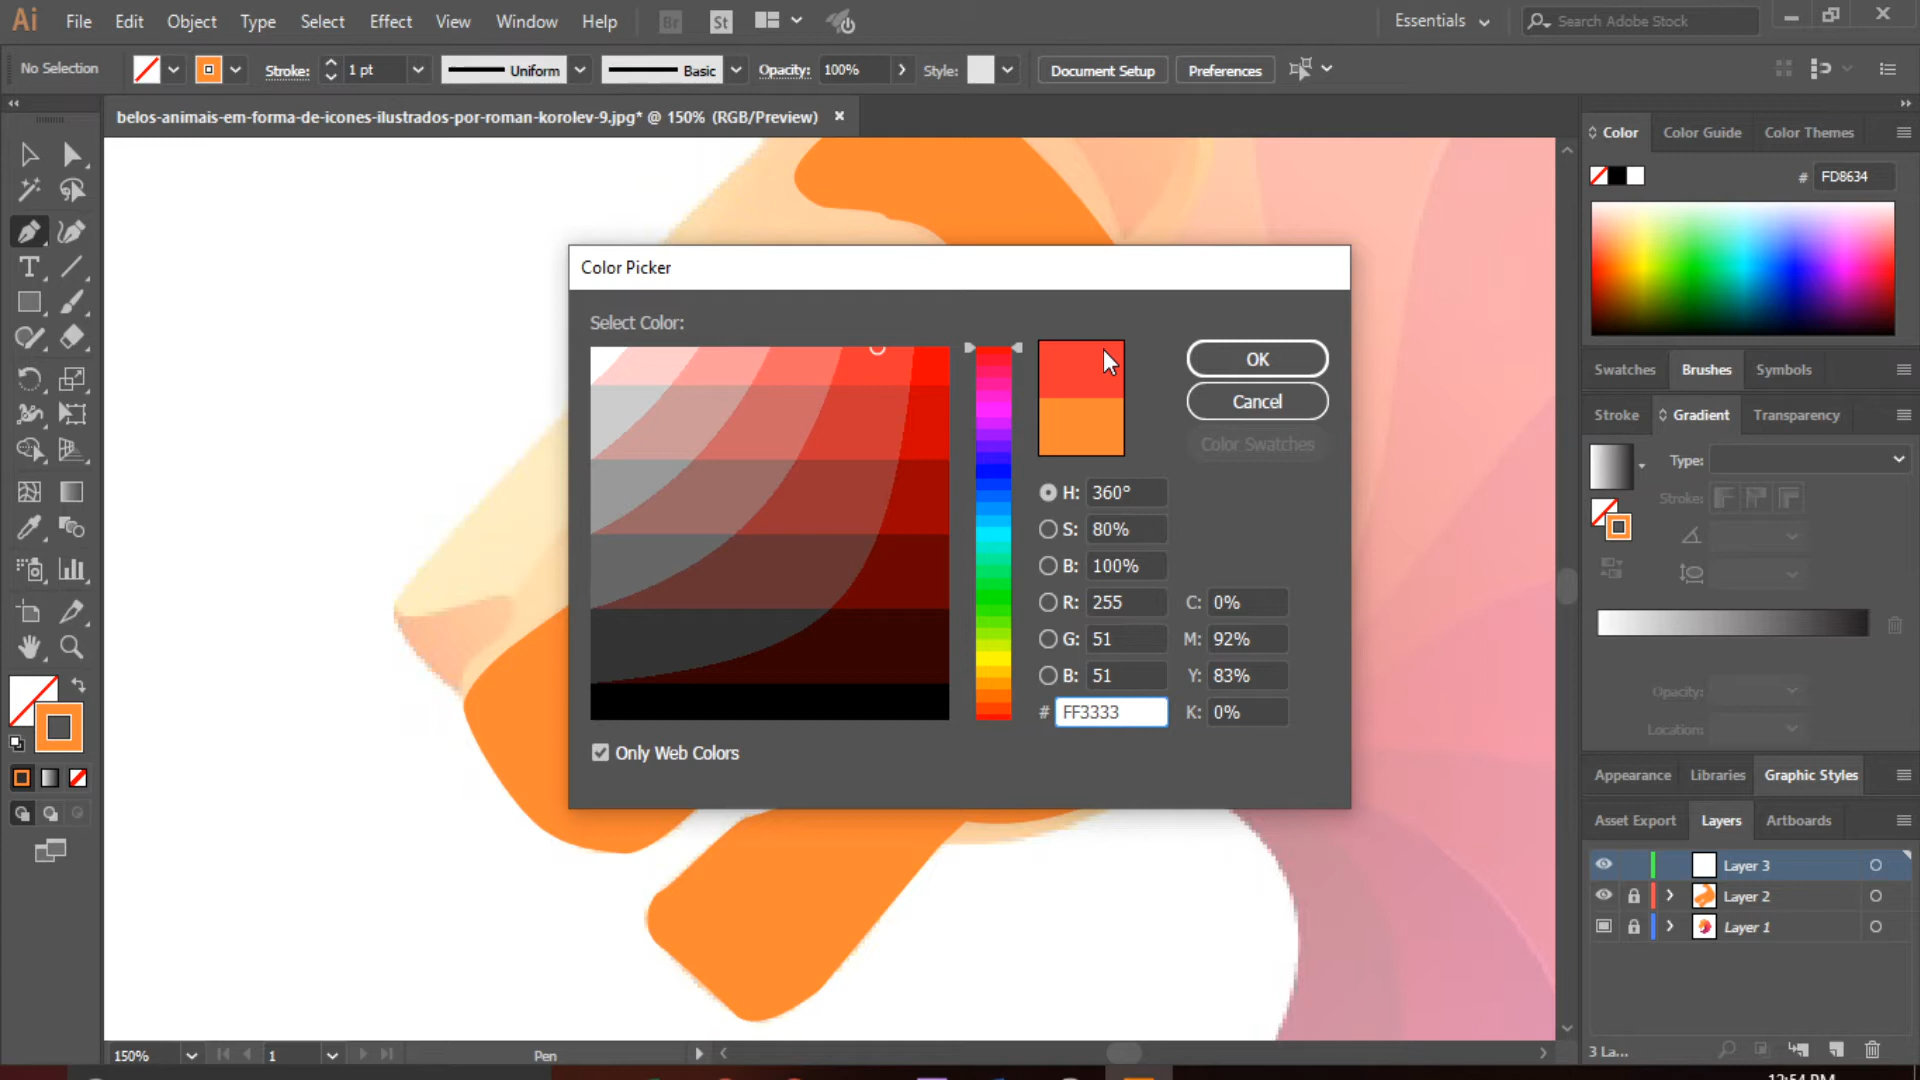 Ai File Edit Object Type Select Effect View Window Help Br St Essentials Search Adobe Stock
No Selection Stroke: 1 pt Uniform Basic Opacity: 100% Style: Document Setup Preferences
belos-animais-em-forma-de-icones-ilustrados-por-roman-korolev-9.jpg* @ 150% (RGB/Preview) ×
Color Color Guide Color Themes
# FD8634
Color Picker
Select Color:
OK
Cancel
Color Swatches
H: 360°
S: 80%
B: 100%
R: 255 C: 0%
G: 51 M: 92%
B: 51 Y: 83%
# FF3333 K: 0%
Only Web Colors
Swatches Brushes Symbols
Stroke Gradient Transparency
Type:
Stroke:
Opacity:
Location:
Appearance Libraries Graphic Styles
Asset Export Layers Artboards
Layer 3
Layer 2
Layer 1
3 La...
150% 1 Pen